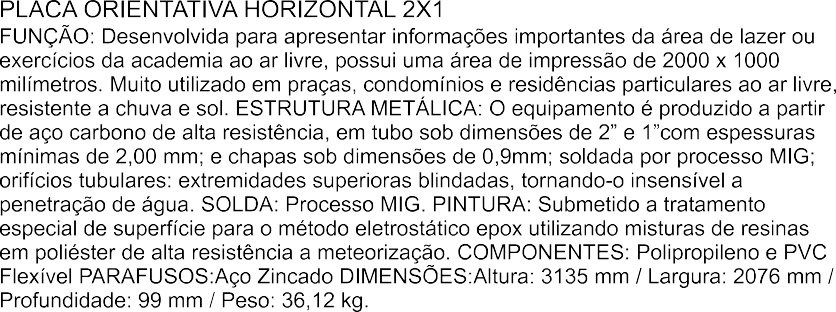 PLACA ORIENTATIVA HORIZONTAL 2X1
FUNÇÃO: Desenvolvida para apresentar informações importantes da área de lazer ou
exercícios da academia ao ar livre, possui uma área de impressão de 2000 x 1000
milímetros. Muito utilizado em praças, condomínios e residências particulares ao ar livre,
resistente a chuva e sol. ESTRUTURA METÁLICA: O equipamento é produzido a partir
de aço carbono de alta resistência, em tubo sob dimensões de 2” e 1”com espessuras
mínimas de 2,00 mm; e chapas sob dimensões de 0,9mm; soldada por processo MIG;
orifícios tubulares: extremidades superioras blindadas, tornando-o insensível a
penetração de água. SOLDA: Processo MIG. PINTURA: Submetido a tratamento
especial de superfície para o método eletrostático epox utilizando misturas de resinas
em poliéster de alta resistência a meteorização. COMPONENTES: Polipropileno e PVC
Flexível PARAFUSOS:Aço Zincado DIMENSÕES:Altura: 3135 mm / Largura: 2076 mm /
Profundidade: 99 mm / Peso: 36,12 kg.